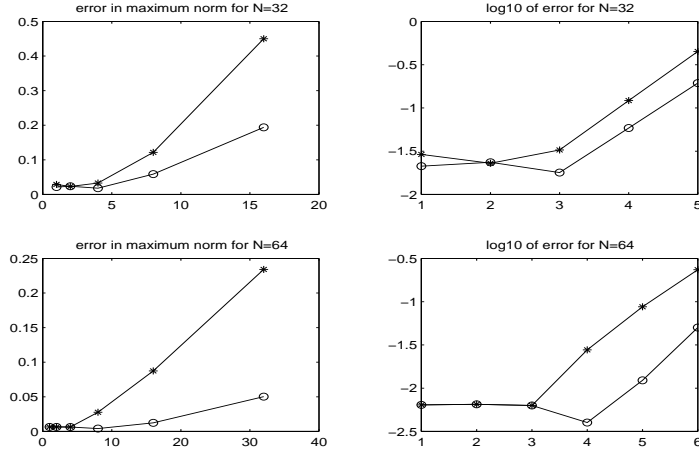 error in maximum norm for N=32
0.5
0.4
0.3
0.2
0.1
0
0 5 10 15 20
log10 of error for N=32
0
−0.5
−1
−1.5
−2
1 2 3 4 5
error in maximum norm for N=64
0.25
0.2
0.15
0.1
0.05
0
0 10 20 30 40
log10 of error for N=64
−0.5
−1
−1.5
−2
−2.5
1 2 3 4 5 6